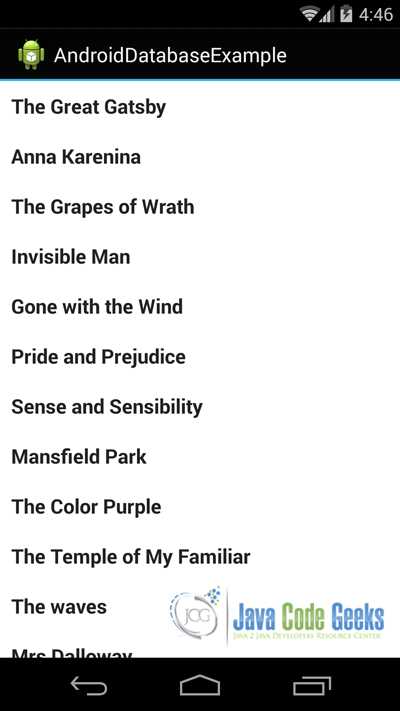 4:46
AndroidDatabaseExample
The Great Gatsby
Anna Karenina
The Grapes of Wrath
Invisible Man
Gone with the Wind
Pride and Prejudice
Sense and Sensibility
Mansfield Park
The Color Purple
The Temple of My Familiar
The waves
JCG
Java Code Geeks
Java 2 Java Developers Resource Center
Mrs Dalloway